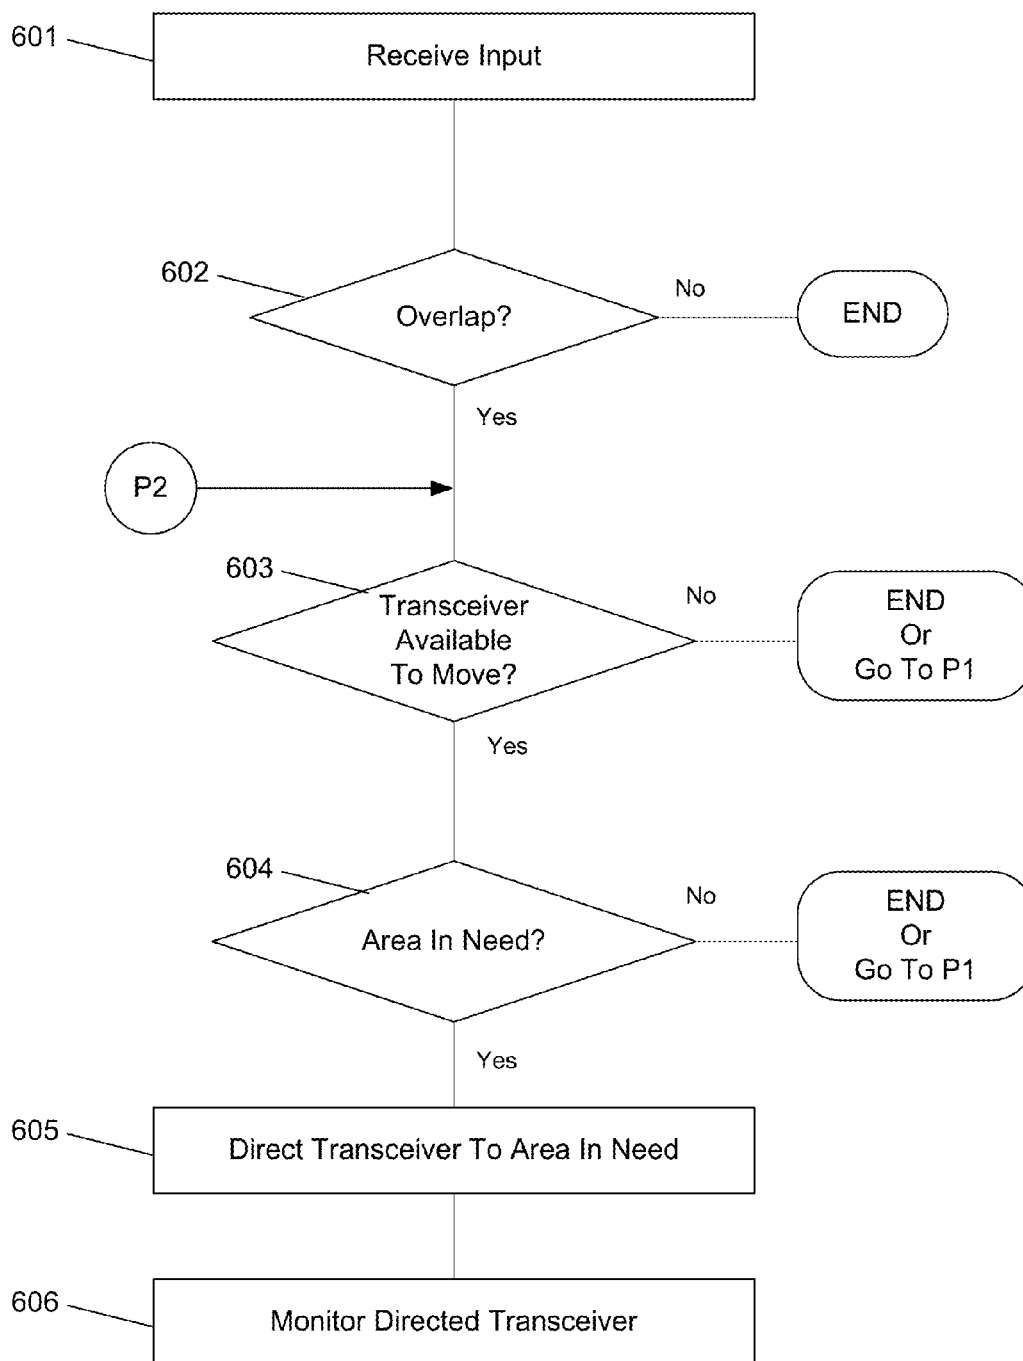 601
Receive Input
602
Overlap?
No
END
Yes
P2
603
Transceiver
Available
To Move?
No
END
Or
Go To P1
Yes
604
Area In Need?
No
END
Or
Go To P1
Yes
605
Direct Transceiver To Area In Need
606
Monitor Directed Transceiver